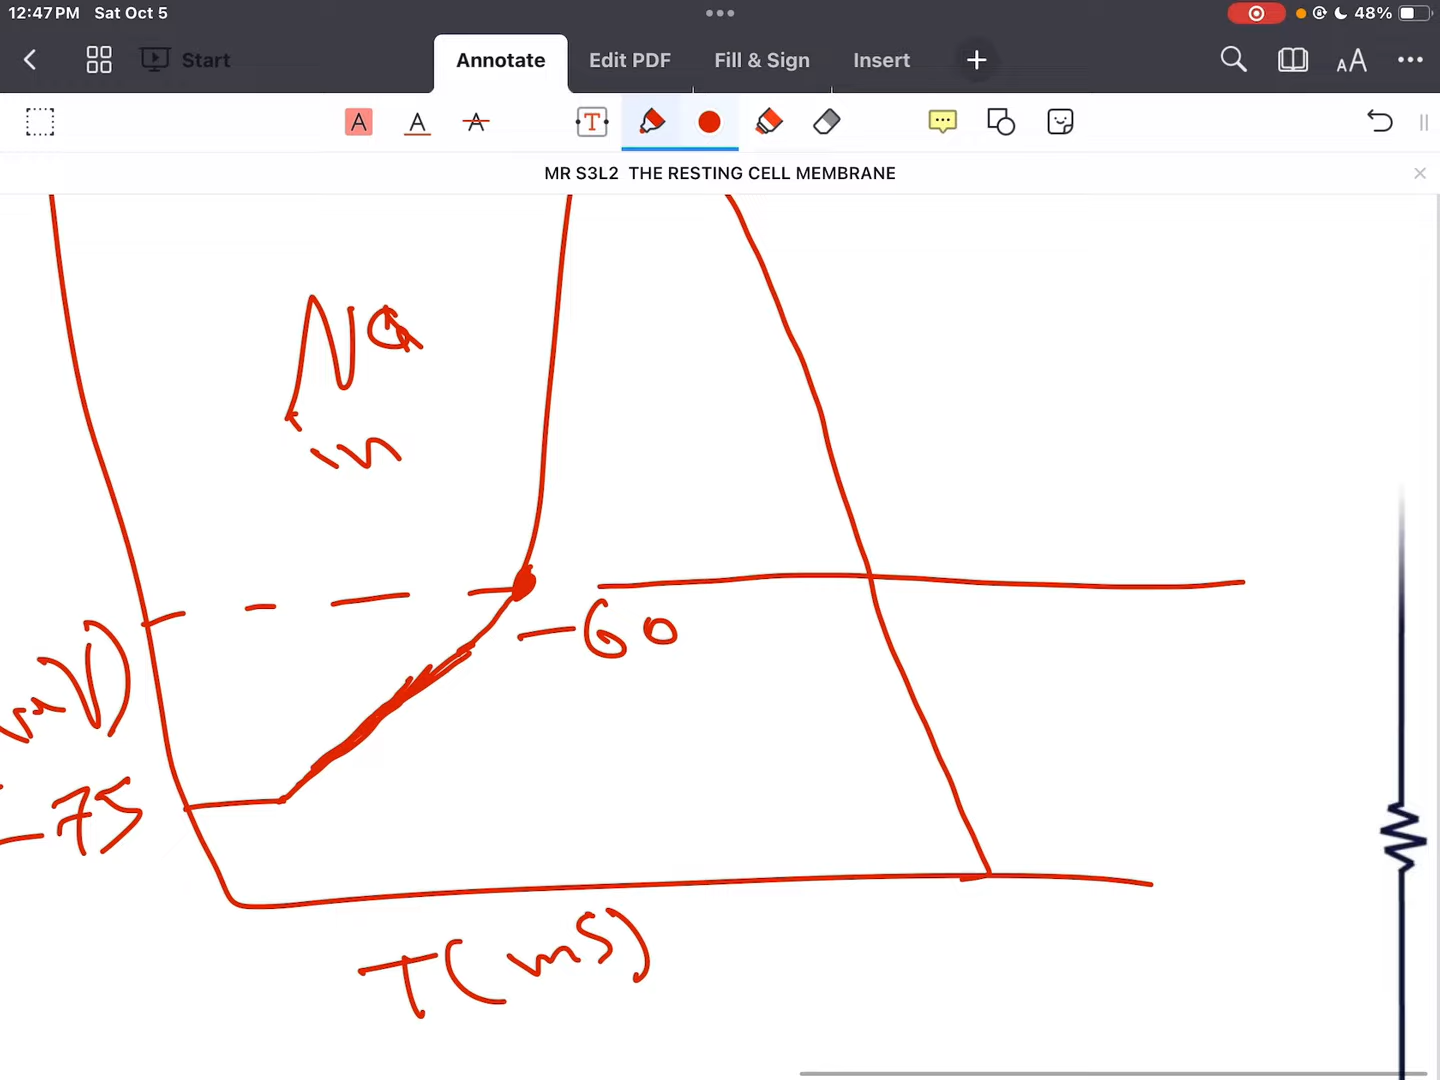 12:47 PM Sat Oct 5
48%
Start
Annotate
Edit PDF
Fill & Sign
Insert
AA
A
A
A
T
MR S3L2 THE RESTING CELL MEMBRANE
Na
in
-60
-75
T(ms)